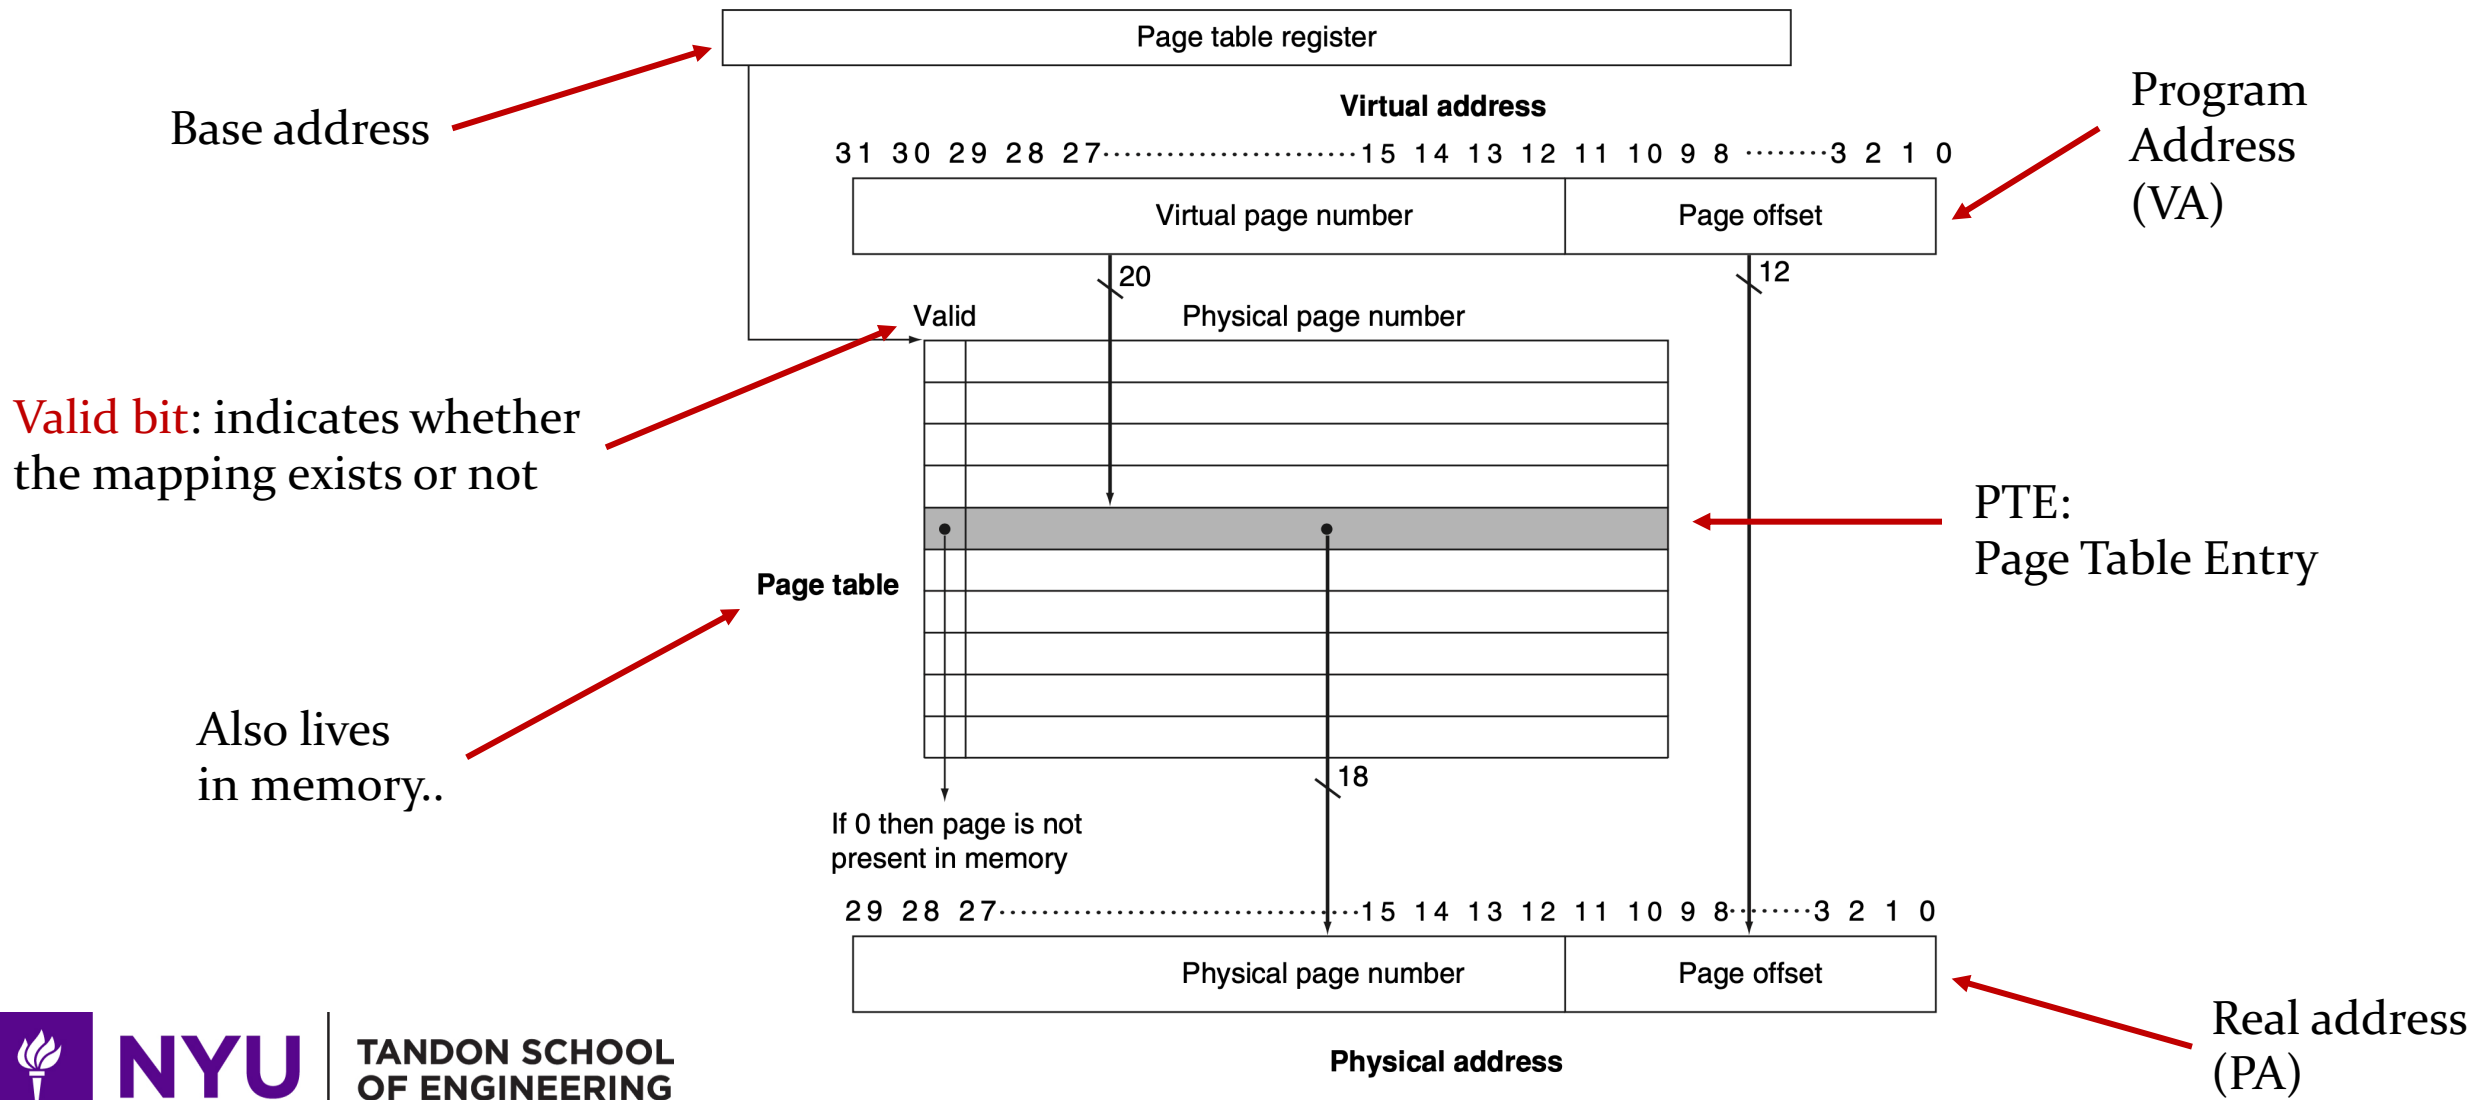 Page table register
Base address
Virtual address
Program
Address
(VA)
31 30 29 28 27··························15 14 13 12 11 10 9 8 ········3 2 1 0
Virtual page number
Page offset
20
12
Valid
Physical page number
Valid bit: indicates whether
the mapping exists or not
PTE:
Page Table Entry
Page table
Also lives
in memory..
18
If 0 then page is not
present in memory
29 28 27··································15 14 13 12 11 10 9 8········3 2 1 0
Physical page number
Page offset
Physical address
Real address
(PA)
NYU
TANDON SCHOOL
OF ENGINEERING